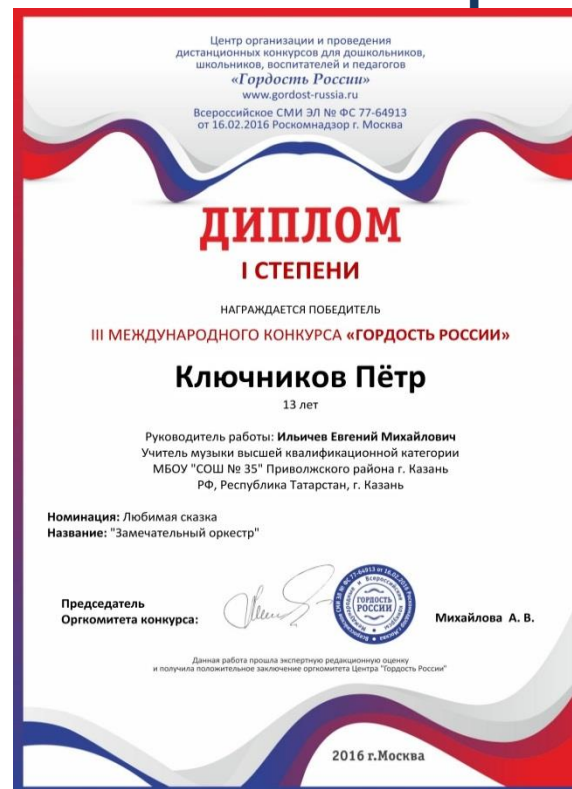 Центр организации и проведения
дистанционных конкурсов для дошкольников,
школьников, воспитателей и педагогов
«Гордость России»
www.gordost-russia.ru
Всероссийское СМИ ЭЛ № ФС 77-64913
от 16.02.2016 Роскомнадзор г. Москва
ДИПЛОМ
I СТЕПЕНИ
НАГРАЖДАЕТСЯ ПОБЕДИТЕЛЬ
III МЕЖДУНАРОДНОГО КОНКУРСА «ГОРДОСТЬ РОССИИ»
Ключников Пётр
13 лет
Руководитель работы: Ильичев Евгений Михайлович
Учитель музыки высшей квалификационной категории
МБОУ "СОШ № 35" Приволжского района г. Казань
РФ, Республика Татарстан, г. Казань
Номинация: Любимая сказка
Название: "Замечательный оркестр"
Председатель
Оргкомитета конкурса:
ГОРДОСТЬ
РОССИИ
Михайлова А. В.
Данная работа прошла экспертную редакционную оценку
и получила положительное заключение оргкомитета Центра "Гордость России"
2016 г.Москва